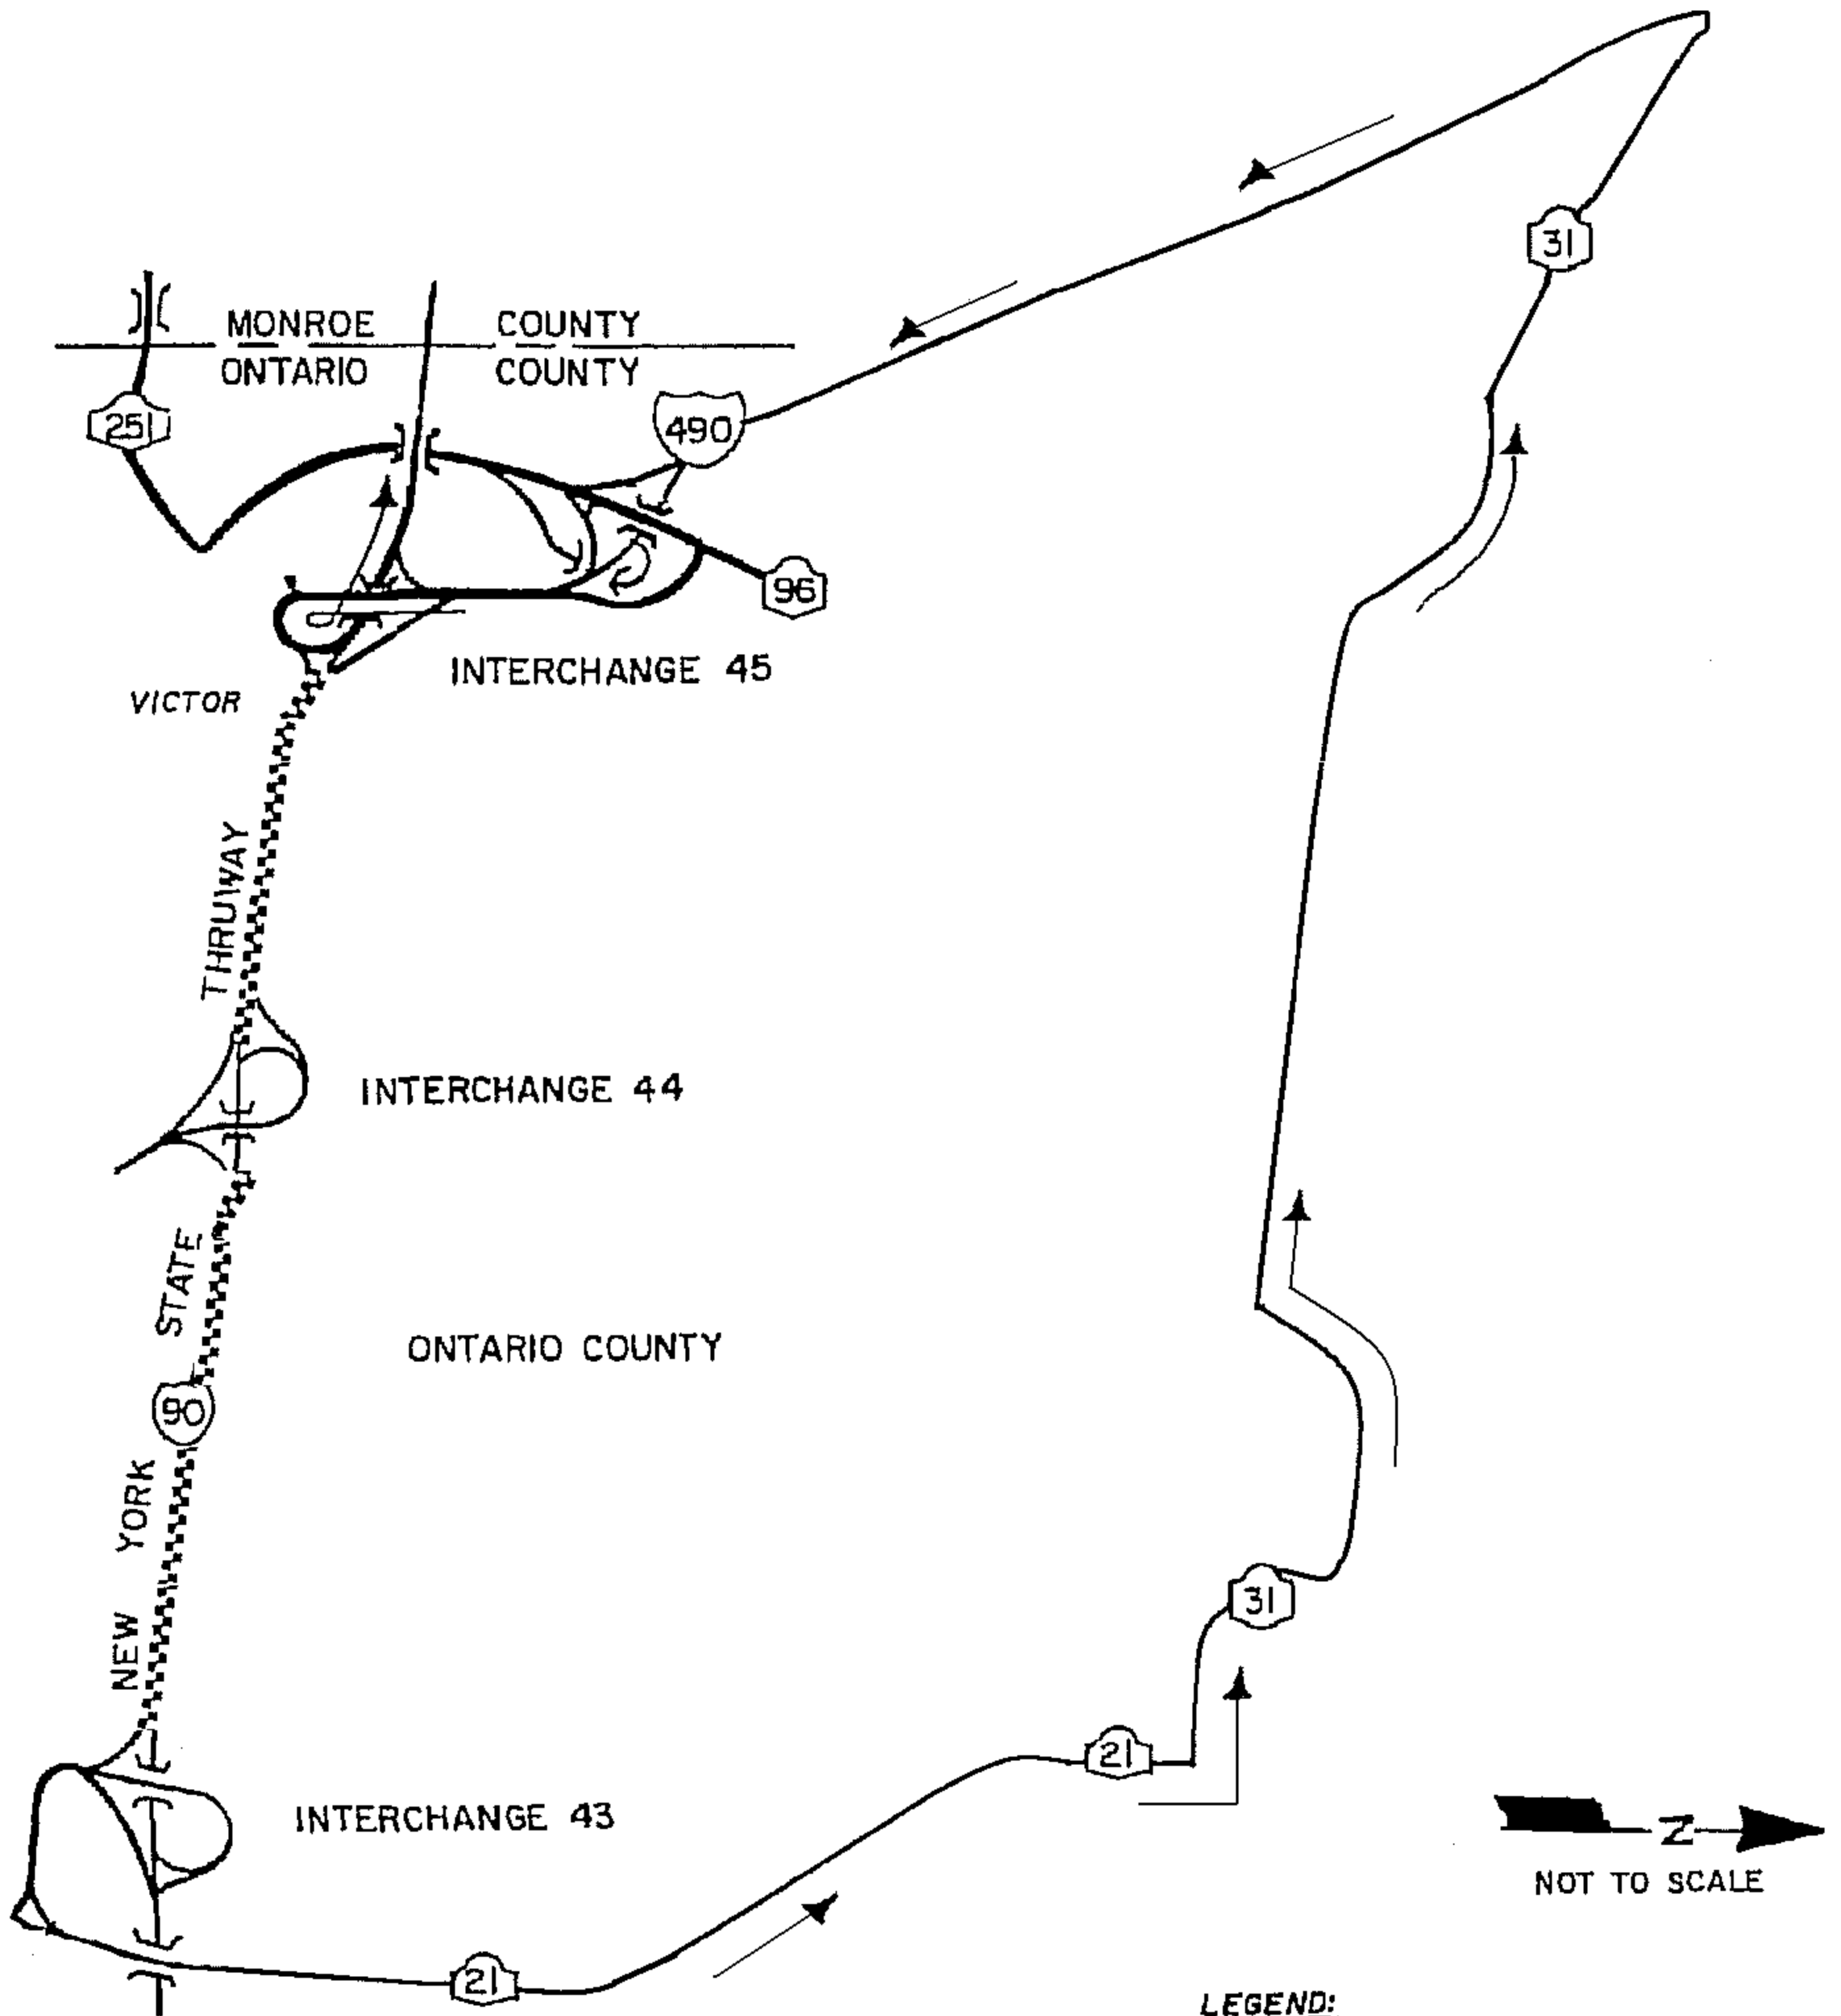 31
MONROE COUNTY
ONTARIO COUNTY
251
490
96
INTERCHANGE 45
VICTOR
NEW YORK STATE THRUWAY
INTERCHANGE 44
ONTARIO COUNTY
90
31
21
INTERCHANGE 43
N
NOT TO SCALE
21
LEGEND: